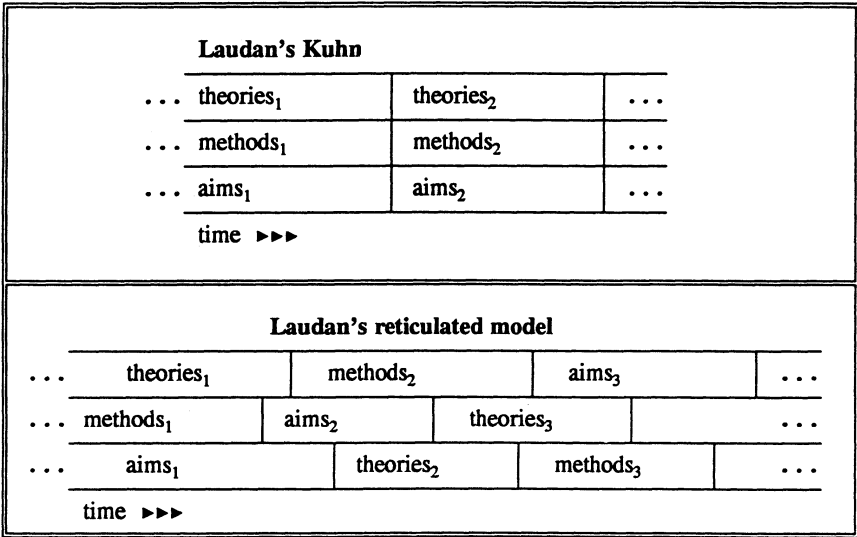 Laudan's Kuhn
... theories₁ theories₂ ...
... methods₁ methods₂ ...
... aims₁ aims₂ ...
time ►►►
Laudan's reticulated model
... theories₁ methods₂ aims₃ ...
... methods₁ aims₂ theories₃ ...
... aims₁ theories₂ methods₃ ...
time ►►►